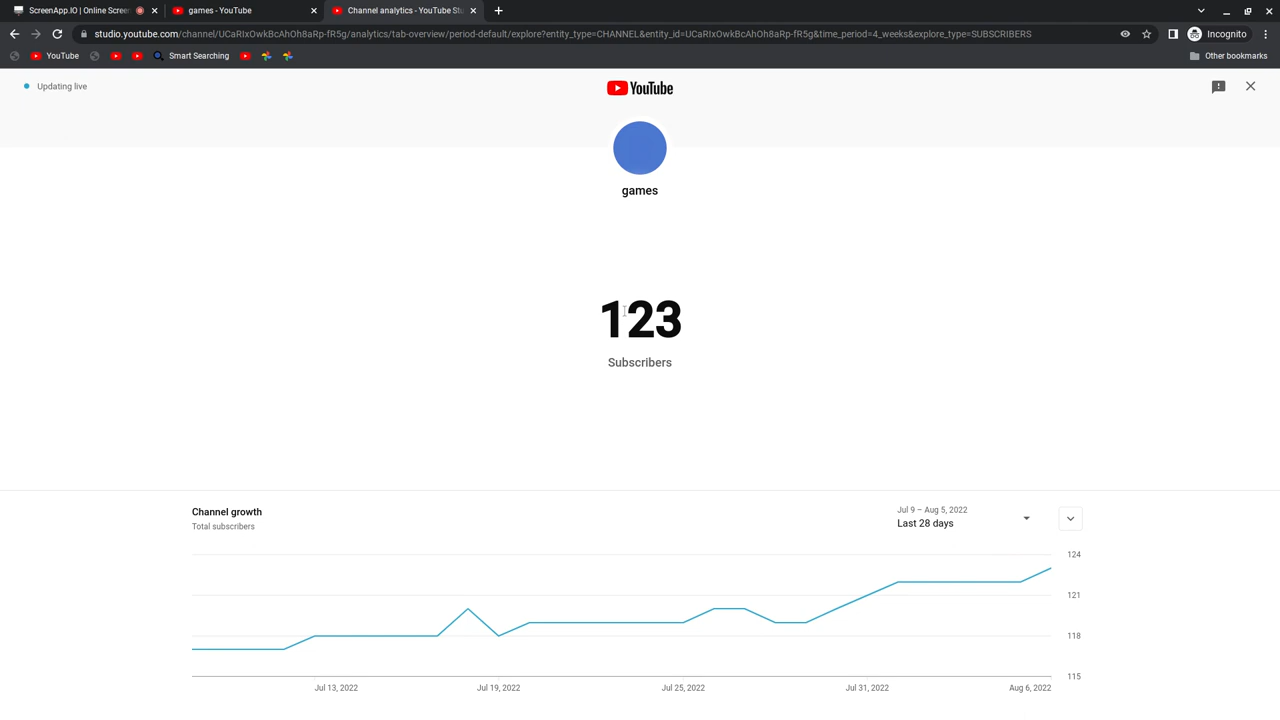 ScreenApp.IO | Online Screen
games - YouTube
Channel analytics - YouTube Stu
studio.youtube.com/channel/UCaRIxOwkBcAhOh8aRp-fR5g/analytics/tab-overview/period-default/explore?entity_type=CHANNEL&entity_id=UCaRIxOwkBcAhOh8aRp-fR5g&time_period=4_weeks&explore_type=SUBSCRIBERS
Incognito
YouTube
Smart Searching
Other bookmarks
Updating live
YouTube
games
123
Subscribers
Channel growth
Total subscribers
Jul 9 – Aug 5, 2022
Last 28 days
124
121
118
115
Jul 13, 2022
Jul 19, 2022
Jul 25, 2022
Jul 31, 2022
Aug 6, 2022